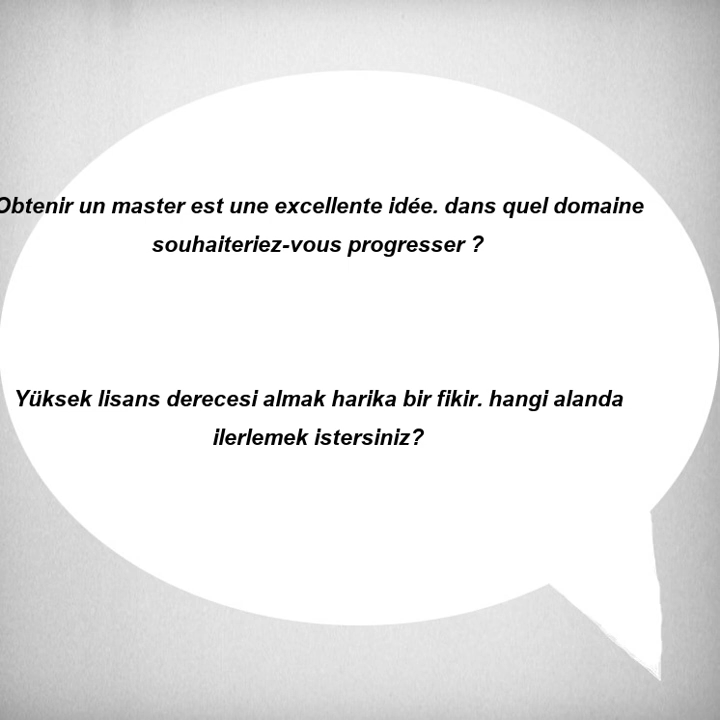 Obtenir un master est une excellente idée. dans quel domaine
souhaiteriez-vous progresser ?
Yüksek lisans derecesi almak harika bir fikir. hangi alanda
ilerlemek istersiniz?